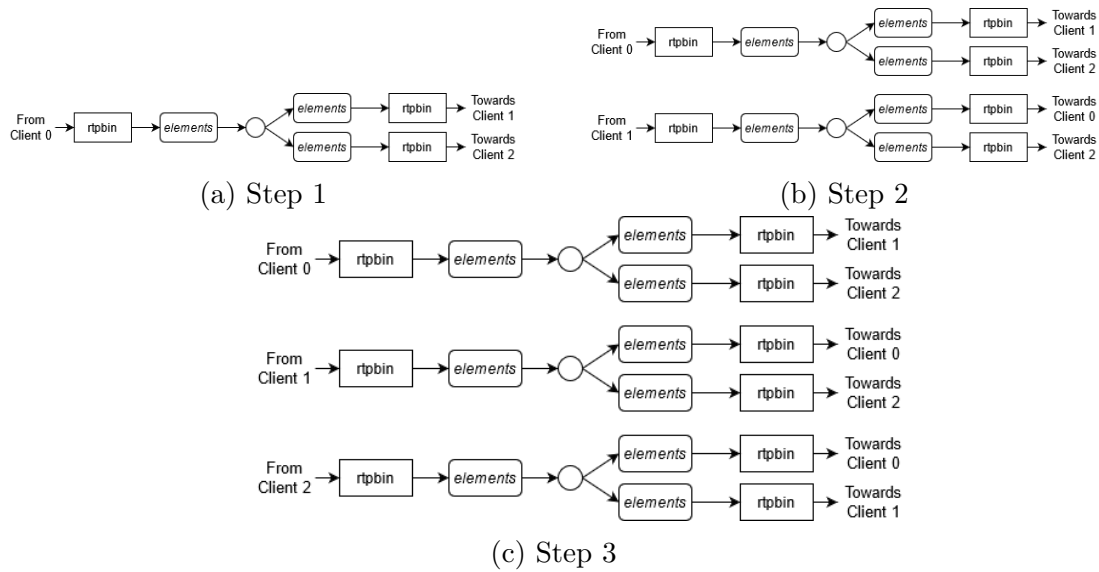 From
Client 0
rtpbin
elements
elements
rtpbin
Towards
Client 1
elements
rtpbin
Towards
Client 2
(a) Step 1
From
Client 0
rtpbin
elements
elements
rtpbin
Towards
Client 1
elements
rtpbin
Towards
Client 2
From
Client 1
rtpbin
elements
elements
rtpbin
Towards
Client 0
elements
rtpbin
Towards
Client 2
(b) Step 2
From
Client 0
rtpbin
elements
elements
rtpbin
Towards
Client 1
elements
rtpbin
Towards
Client 2
From
Client 1
rtpbin
elements
elements
rtpbin
Towards
Client 0
elements
rtpbin
Towards
Client 2
From
Client 2
rtpbin
elements
elements
rtpbin
Towards
Client 0
elements
rtpbin
Towards
Client 1
(c) Step 3